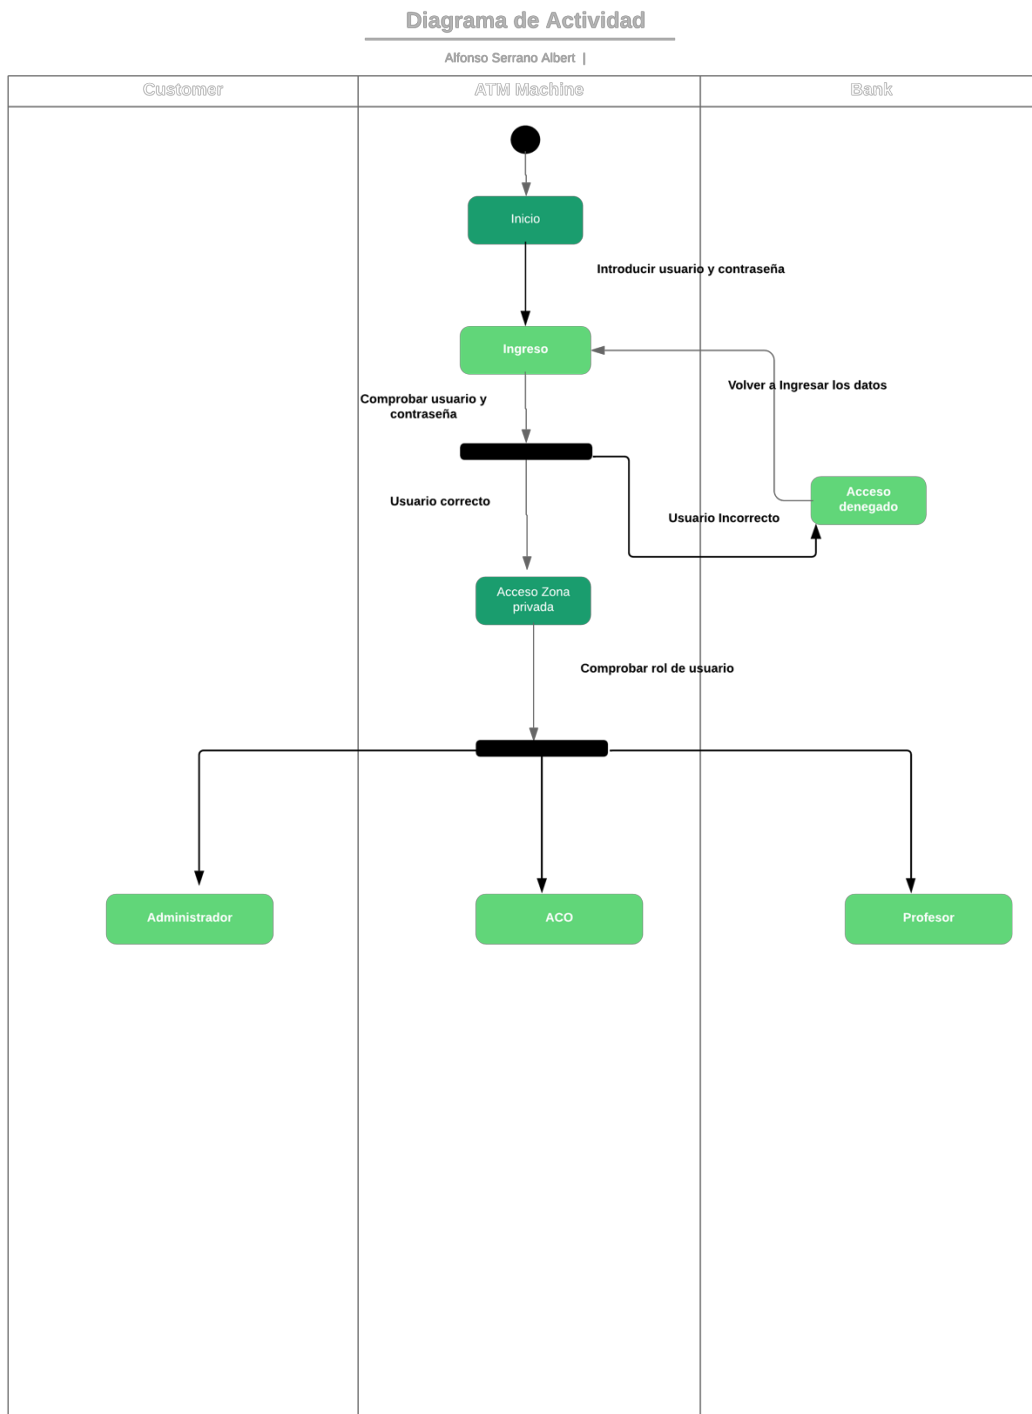 Diagrama de Actividad
Alfonso Serrano Albert |
Customer
ATM Machine
Bank
Inicio
Introducir usuario y contraseña
Ingreso
Volver a Ingresar los datos
Comprobar usuario y
contraseña
Acceso
denegado
Usuario correcto
Usuario Incorrecto
Acceso Zona
privada
Comprobar rol de usuario
Administrador
ACO
Profesor